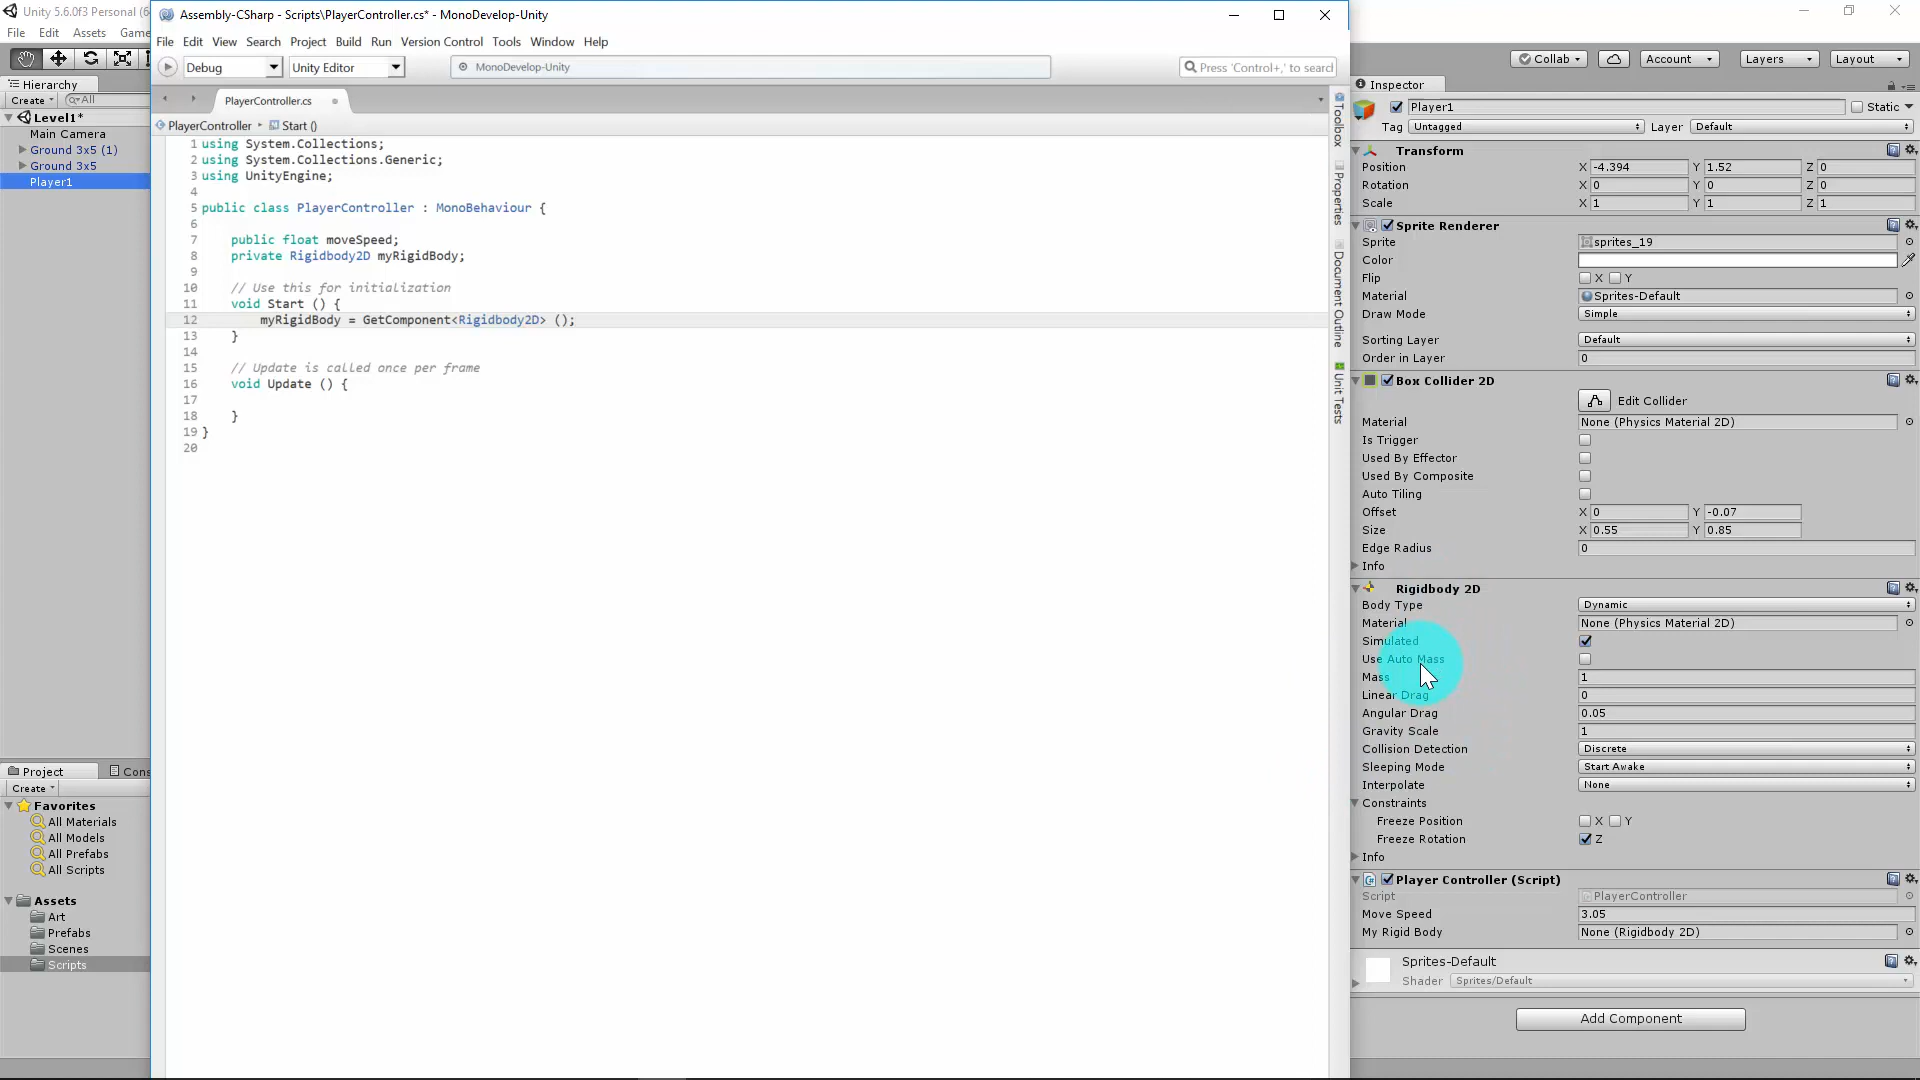 Unity 5.6.0f3 Personal (6
File Edit Assets Game
Hierarchy
Create All
Level1*
Main Camera
Ground 3x5 (1)
Ground 3x5
Player1
Project Cons
Create
Favorites
All Materials
All Models
All Prefabs
All Scripts
Assets
Art
Prefabs
Scenes
Scripts
Assembly-CSharp - Scripts\PlayerController.cs* - MonoDevelop-Unity
File Edit View Search Project Build Run Version Control Tools Window Help
Debug Unity Editor MonoDevelop-Unity Press 'Control+,' to search
PlayerController.cs
PlayerController Start ()
1 using System.Collections;
2 using System.Collections.Generic;
3 using UnityEngine;
4
5 public class PlayerController : MonoBehaviour {
6
7 public float moveSpeed;
8 private Rigidbody2D myRigidBody;
9
10 // Use this for initialization
11 void Start () {
12 myRigidBody = GetComponent<Rigidbody2D> ();
13 }
14
15 // Update is called once per frame
16 void Update () {
17
18 }
19 }
20
Toolbox
Properties
Document Outline
Unit Tests
Collab Account Layers Layout
Inspector
Player1 Static
Tag Untagged Layer Default
Transform
Position X -4.394 Y 1.52 Z 0
Rotation X 0 Y 0 Z 0
Scale X 1 Y 1 Z 1
Sprite Renderer
Sprite sprites_19
Color
Flip X Y
Material Sprites-Default
Draw Mode Simple
Sorting Layer Default
Order in Layer 0
Box Collider 2D
Edit Collider
Material None (Physics Material 2D)
Is Trigger
Used By Effector
Used By Composite
Auto Tiling
Offset X 0 Y -0.07
Size X 0.55 Y 0.85
Edge Radius 0
Info
Rigidbody 2D
Body Type Dynamic
Material None (Physics Material 2D)
Simulated
Use Auto Mass
Mass 1
Linear Drag 0
Angular Drag 0.05
Gravity Scale 1
Collision Detection Discrete
Sleeping Mode Start Awake
Interpolate None
Constraints
Freeze Position X Y
Freeze Rotation Z
Info
Player Controller (Script)
Script PlayerController
Move Speed 3.05
My Rigid Body None (Rigidbody 2D)
Sprites-Default
Shader Sprites/Default
Add Component